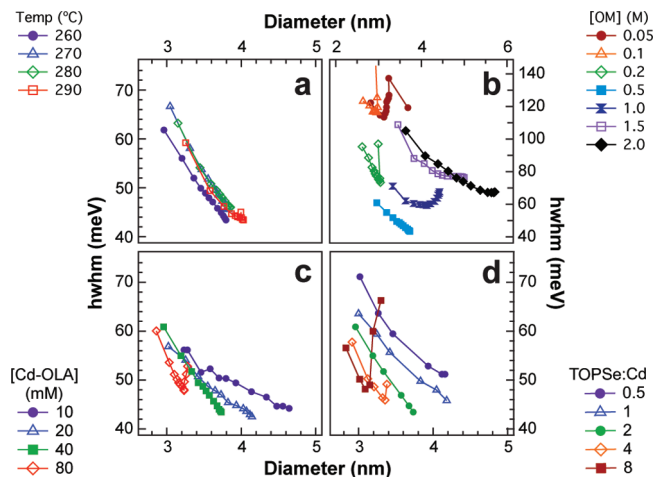 Temp (°C)
260
270
280
290
Diameter (nm)
3 4 5
2 3 4 5
[OM] (M)
0.05
0.1
0.2
0.5
1.0
1.5
2.0
a
b
70
60
50
40
140
120
100
80
60
40
hwhm (meV)
hwhm (meV)
c
d
70
60
50
40
70
60
50
40
[Cd-OLA]
(mM)
10
20
40
80
TOPSe:Cd
0.5
1
2
4
8
3 4 5
2 3 4 5
Diameter (nm)